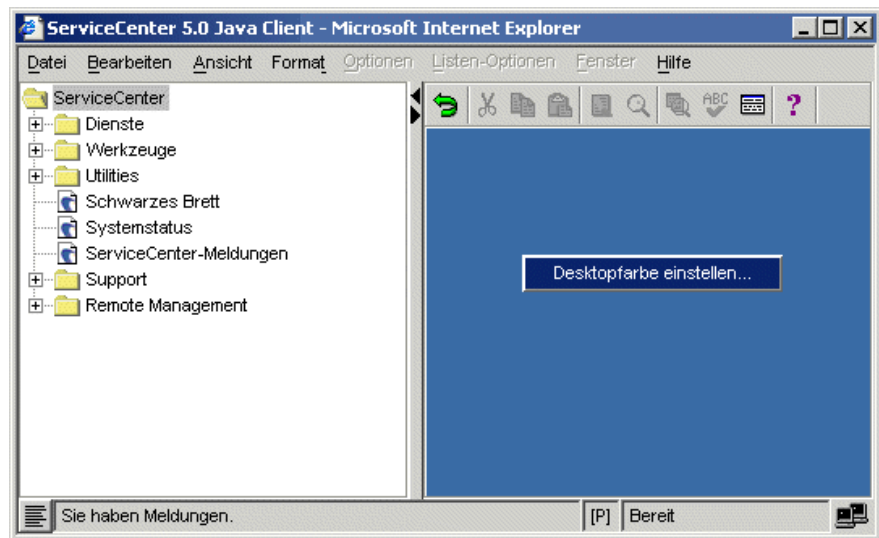 ServiceCenter 5.0 Java Client - Microsoft Internet Explorer
Datei Bearbeiten Ansicht Format Optionen Listen-Optionen Fenster Hilfe
ServiceCenter
Dienste
Werkzeuge
Utilities
Schwarzes Brett
Systemstatus
ServiceCenter-Meldungen
Support
Remote Management
ABC
?
Desktopfarbe einstellen...
Sie haben Meldungen.
[P]
Bereit